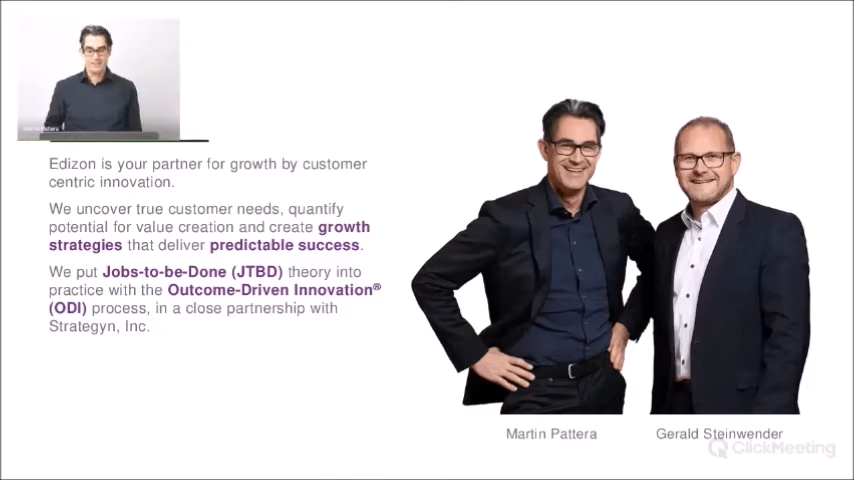 Martin Pattera
Edizon is your partner for growth by customer
centric innovation.
We uncover true customer needs, quantify
potential for value creation and create growth
strategies that deliver predictable success.
We put Jobs-to-be-Done (JTBD) theory into
practice with the Outcome-Driven Innovation®
(ODI) process, in a close partnership with
Strategyn, Inc.
Martin Pattera
Gerald Steinwender
ClickMeeting